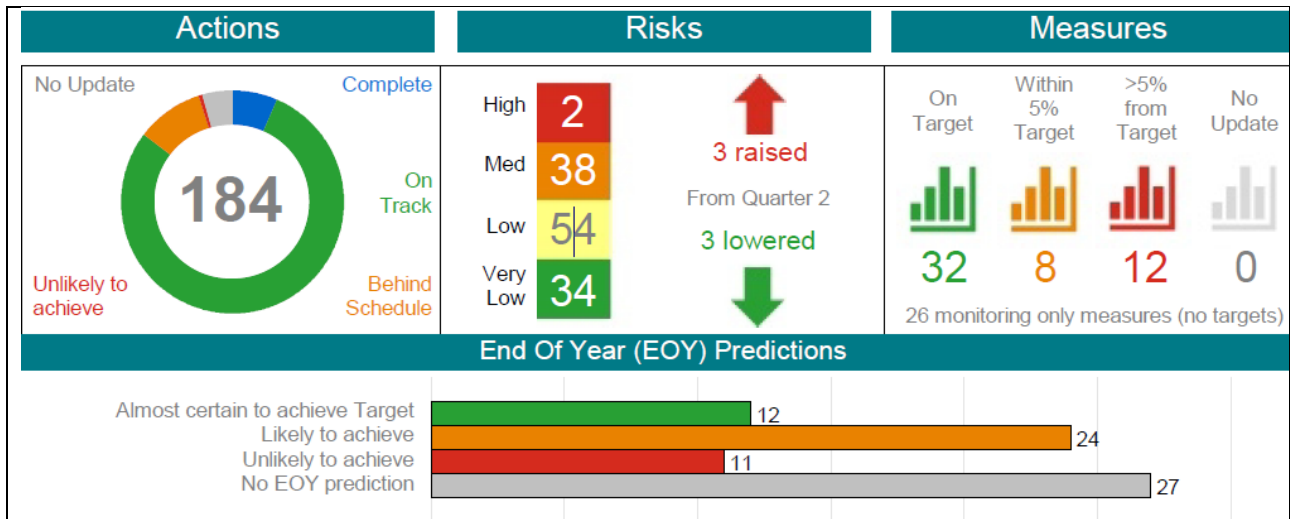 Actions
No Update
Complete
184
On
Track
Unlikely to
achieve
Behind
Schedule
Risks
High
2
Med
38
Low
54
Very
Low
34
3 raised
From Quarter 2
3 lowered
Measures
On
Target
Within
5%
Target
>5%
from
Target
No
Update
32
8
12
0
26 monitoring only measures (no targets)
End Of Year (EOY) Predictions
Almost certain to achieve Target
12
Likely to achieve
24
Unlikely to achieve
11
No EOY prediction
27